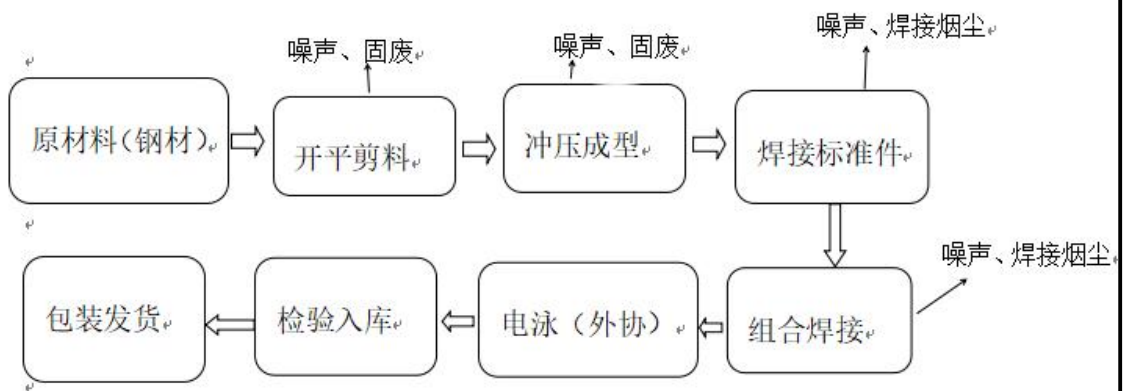 噪声、固废
噪声、固废
噪声、焊接烟尘
原材料（钢材）
开平剪料
冲压成型
焊接标准件
噪声、焊接烟尘
包装发货
检验入库
电泳（外协）
组合焊接